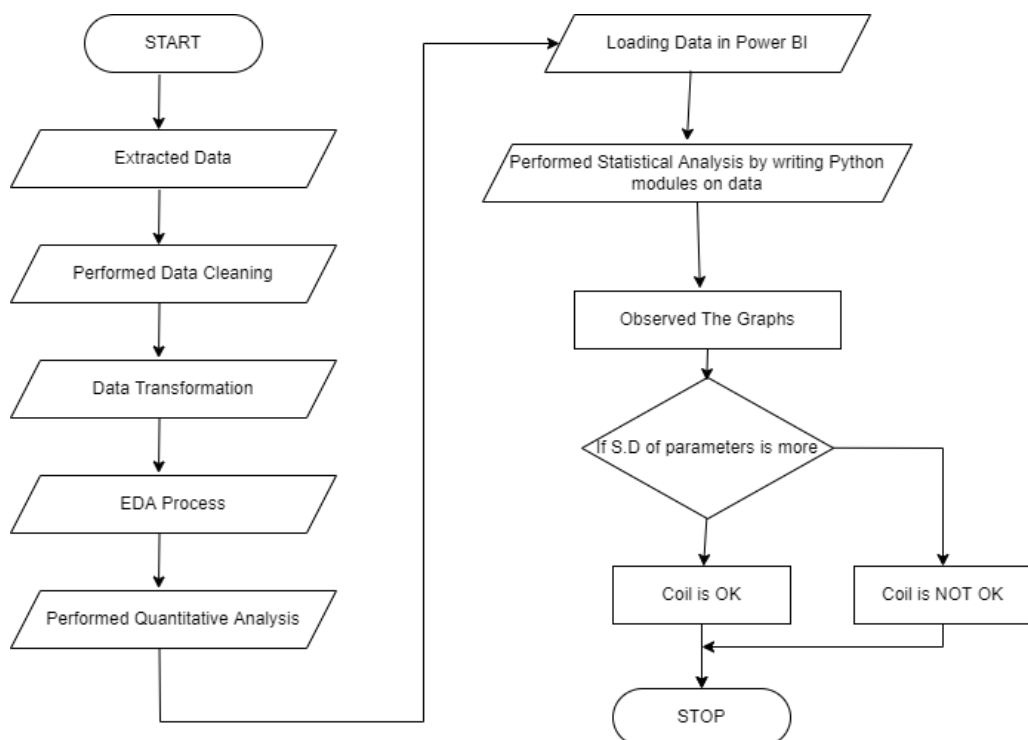 START
Extracted Data
Performed Data Cleaning
Data Transformation
EDA Process
Performed Quantitative Analysis
Loading Data in Power BI
Performed Statistical Analysis by writing Python
modules on data
Observed The Graphs
If S.D of parameters is more
Coil is OK
Coil is NOT OK
STOP